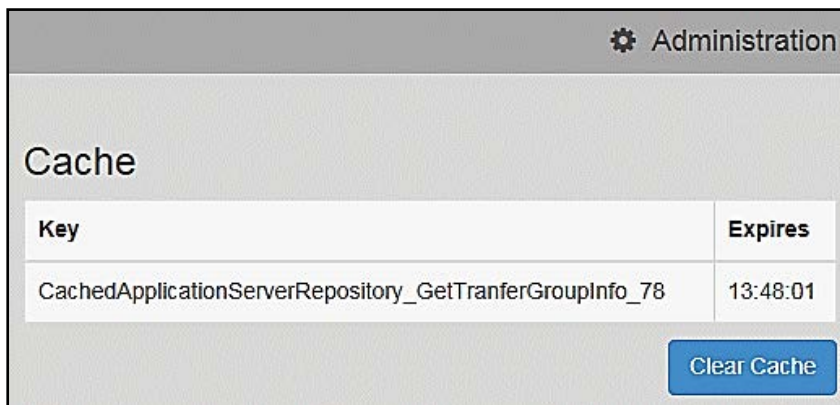 Administration
Cache
Key Expires
CachedApplicationServerRepository_GetTranferGroupInfo_78 13:48:01
Clear Cache